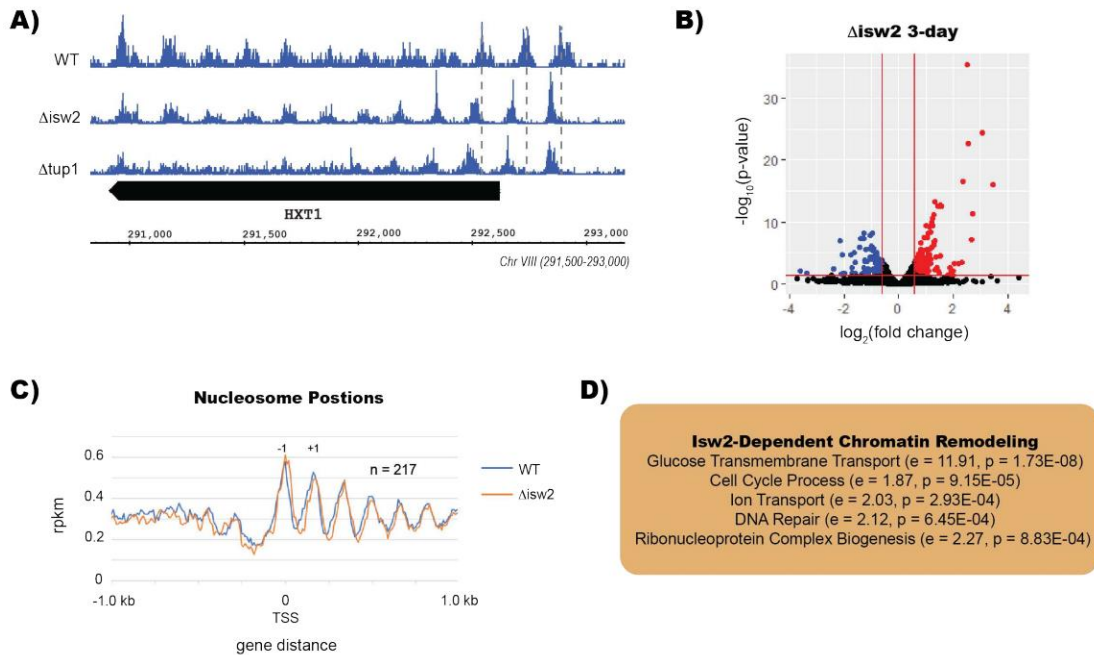 A)
WT
Δisw2
Δtup1
HXT1
291,000 291,500 292,000 292,500 293,000
Chr VIII (291,500-293,000)
B)
Δisw2 3-day
-log10(p-value)
30
20
10
0
-4 -2 0 2 4
log2(fold change)
C)
Nucleosome Postions
-1 +1
n = 217
rpkm
0.6
0.4
0.2
0
WT
Δisw2
-1.0 kb 0 1.0 kb
TSS
gene distance
D)
Isw2-Dependent Chromatin Remodeling
Glucose Transmembrane Transport (e = 11.91, p = 1.73E-08)
Cell Cycle Process (e = 1.87, p = 9.15E-05)
Ion Transport (e = 2.03, p = 2.93E-04)
DNA Repair (e = 2.12, p = 6.45E-04)
Ribonucleoprotein Complex Biogenesis (e = 2.27, p = 8.83E-04)